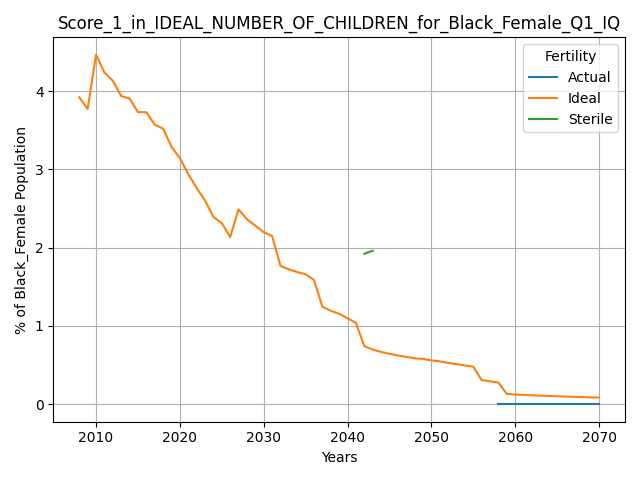 Score_1_in_IDEAL_NUMBER_OF_CHILDREN_for_Black_Female_Q1_IQ
Fertility
Actual
Ideal
Sterile
% of Black_Female Population
4
3
2
1
0
2010 2020 2030 2040 2050 2060 2070
Years